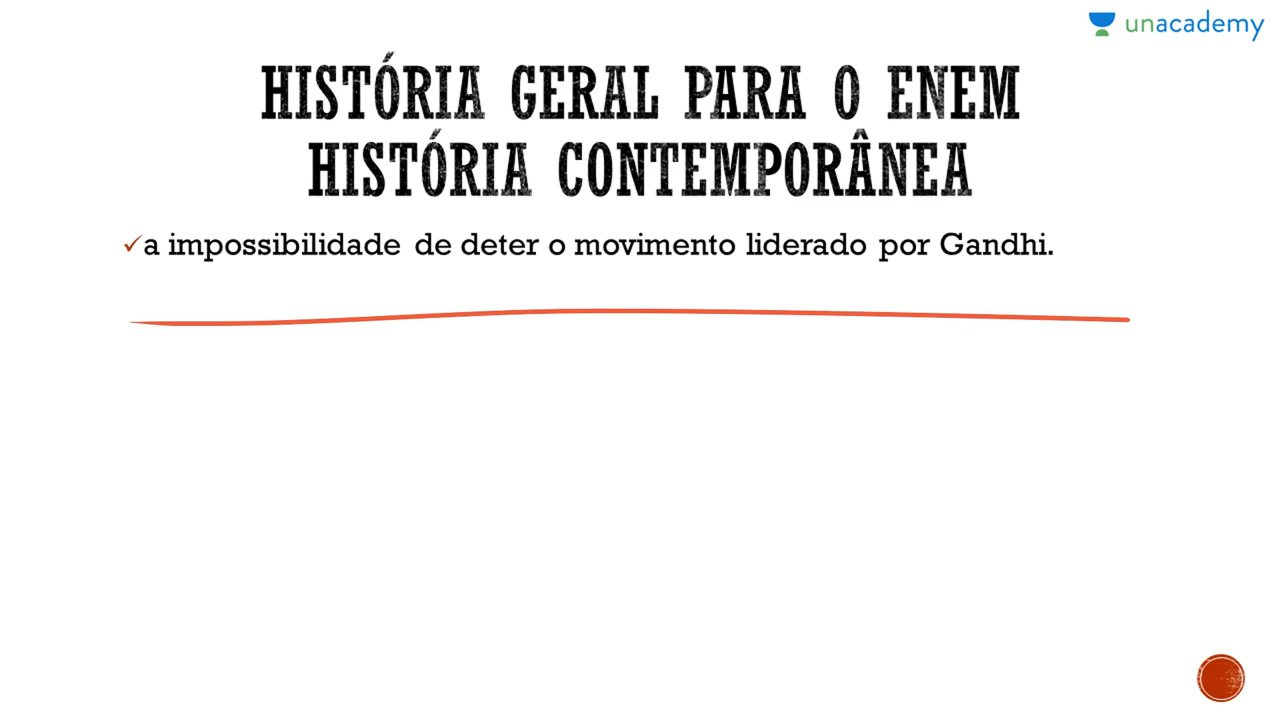 unacademy
HISTÓRIA GERAL PARA O ENEM
HISTÓRIA CONTEMPORÂNEA
✓a impossibilidade de deter o movimento liderado por Gandhi.